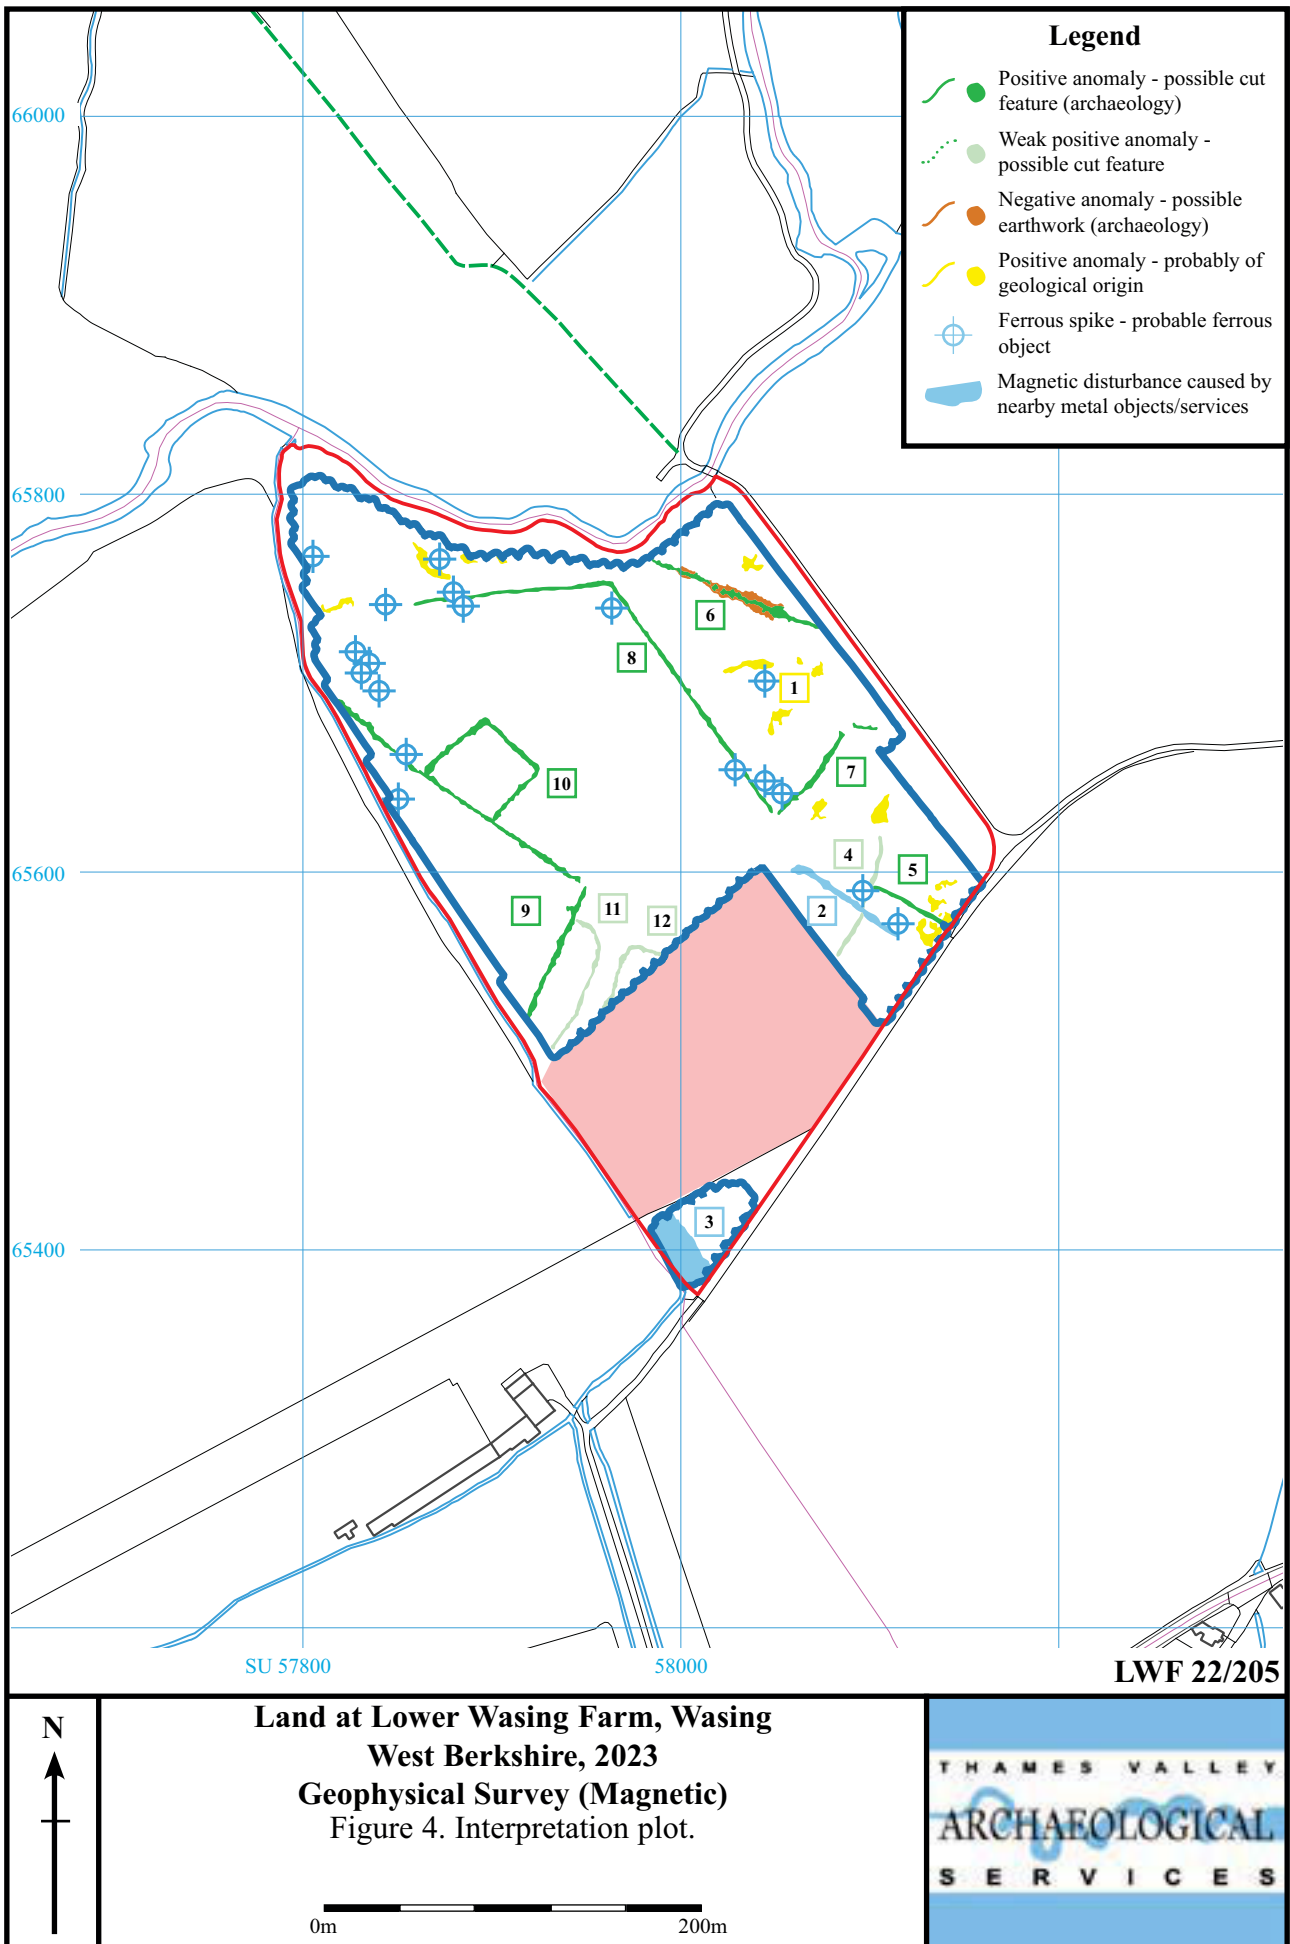 Legend
Positive anomaly - possible cut
feature (archaeology)
Weak positive anomaly -
possible cut feature
Negative anomaly - possible
earthwork (archaeology)
Positive anomaly - probably of
geological origin
Ferrous spike - probable ferrous
object
Magnetic disturbance caused by
nearby metal objects/services
66000
65800
6
8
1
10
7
4
5
65600
9
11
12
2
3
65400
SU 57800
58000
LWF 22/205
N
Land at Lower Wasing Farm, Wasing
West Berkshire, 2023
Geophysical Survey (Magnetic)
Figure 4. Interpretation plot.
0m
200m
THAMES VALLEY
ARCHAEOLOGICAL
SERVICES